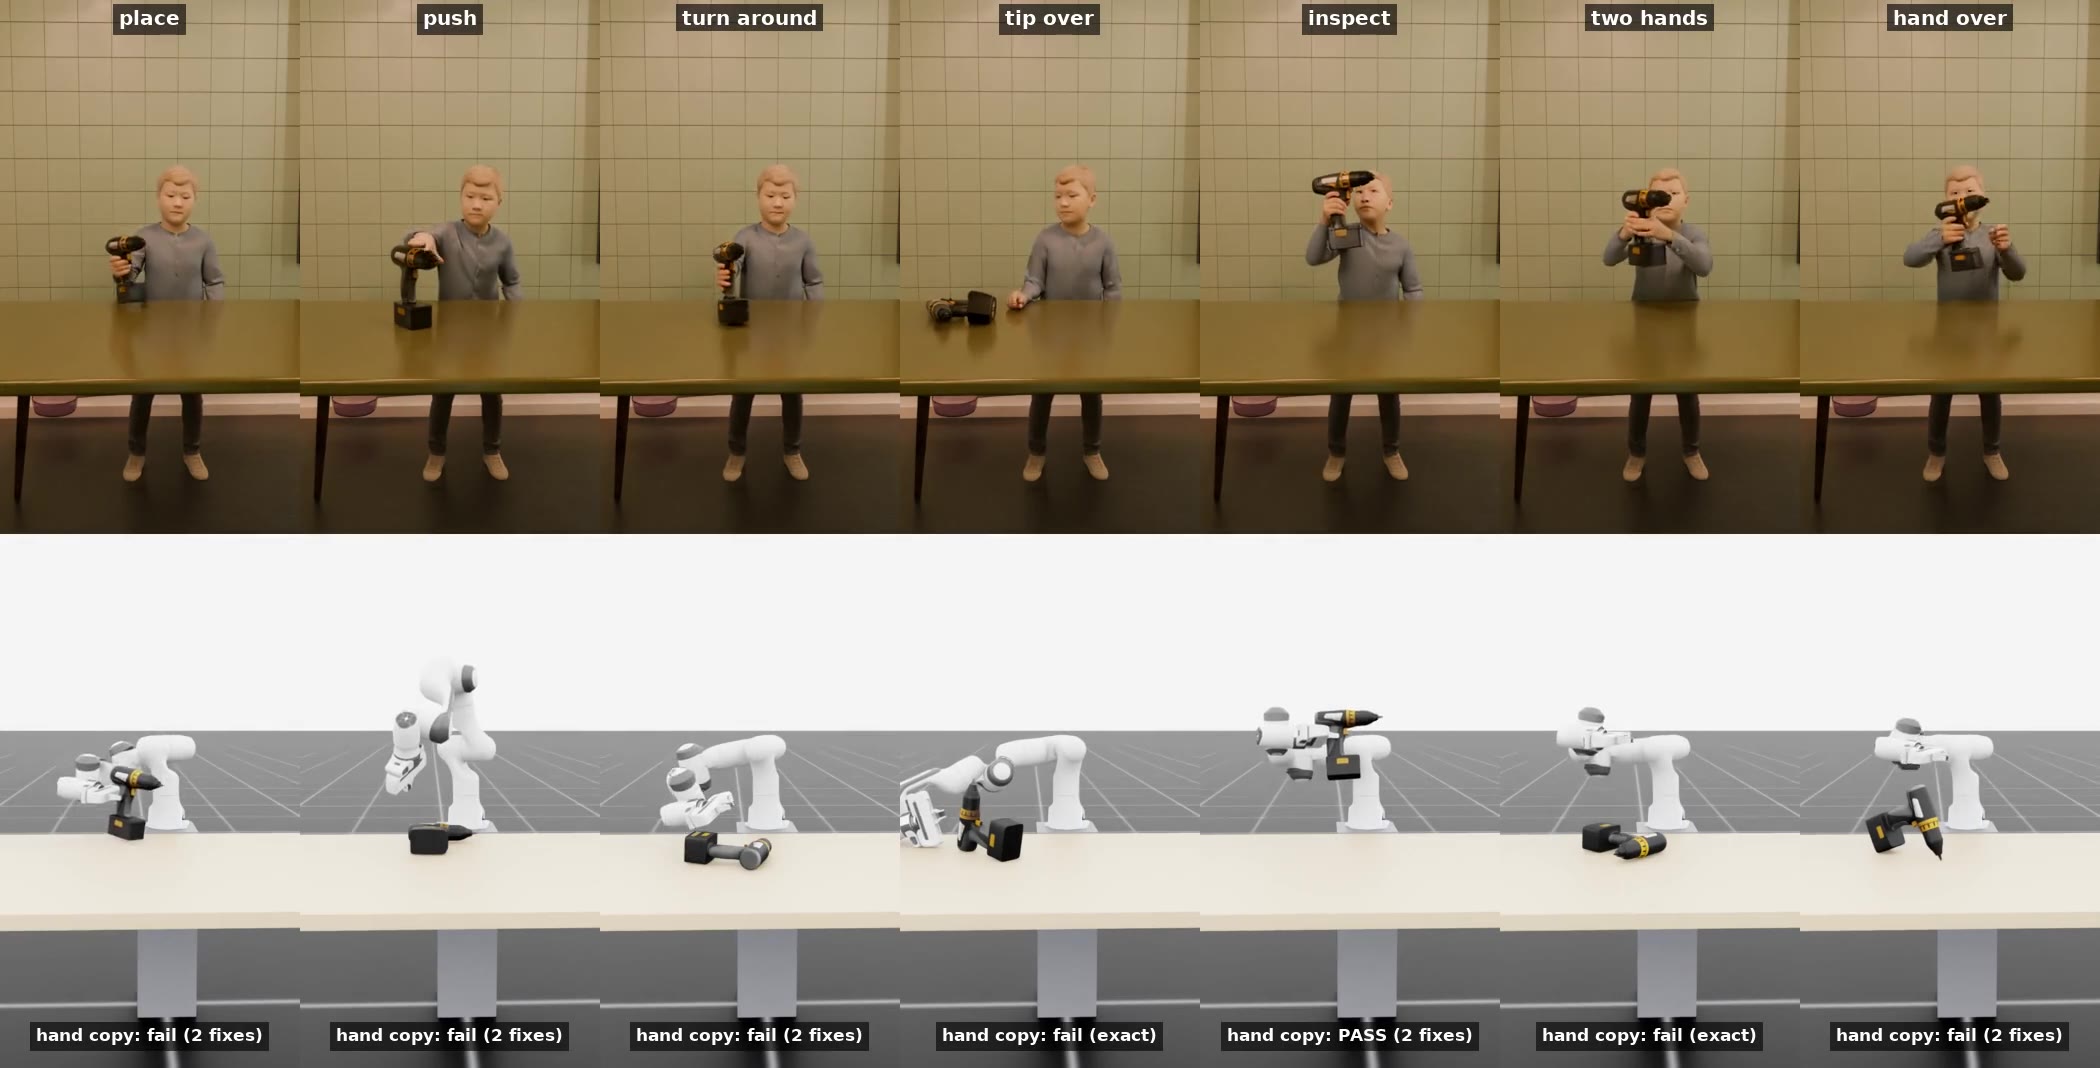 place
push
turn around
tip over
inspect
two hands
hand over
hand copy: fail (2 fixes)
hand copy: fail (2 fixes)
hand copy: fail (2 fixes)
hand copy: fail (exact)
hand copy: PASS (2 fixes)
hand copy: fail (exact)
hand copy: fail (2 fixes)